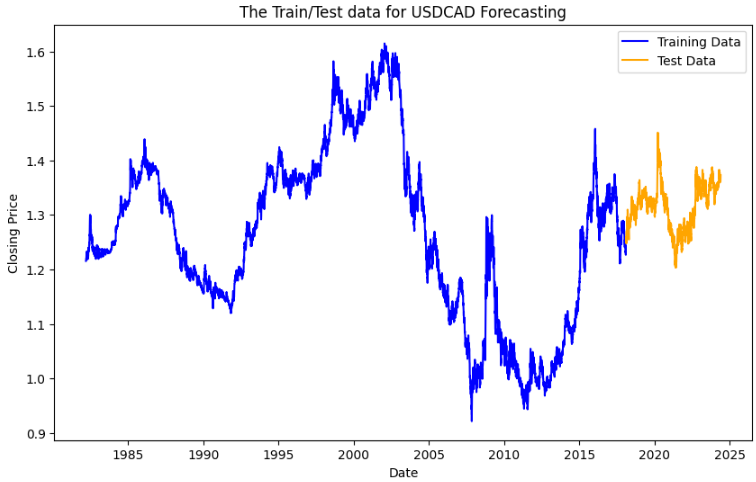 The Train/Test data for USDCAD Forecasting
Training Data
Test Data
Closing Price
1.6
1.5
1.4
1.3
1.2
1.1
1.0
0.9
1985 1990 1995 2000 2005 2010 2015 2020 2025
Date